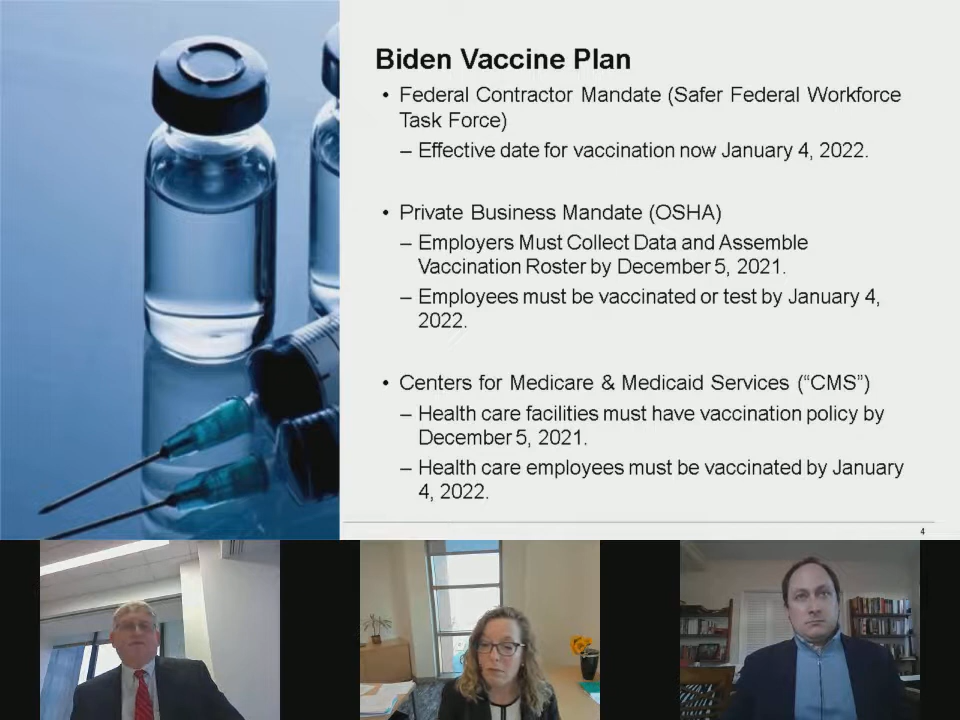 Biden Vaccine Plan
• Federal Contractor Mandate (Safer Federal Workforce
Task Force)
– Effective date for vaccination now January 4, 2022.
• Private Business Mandate (OSHA)
– Employers Must Collect Data and Assemble
Vaccination Roster by December 5, 2021.
– Employees must be vaccinated or test by January 4,
2022.
• Centers for Medicare & Medicaid Services (“CMS”)
– Health care facilities must have vaccination policy by
December 5, 2021.
– Health care employees must be vaccinated by January
4, 2022.
4